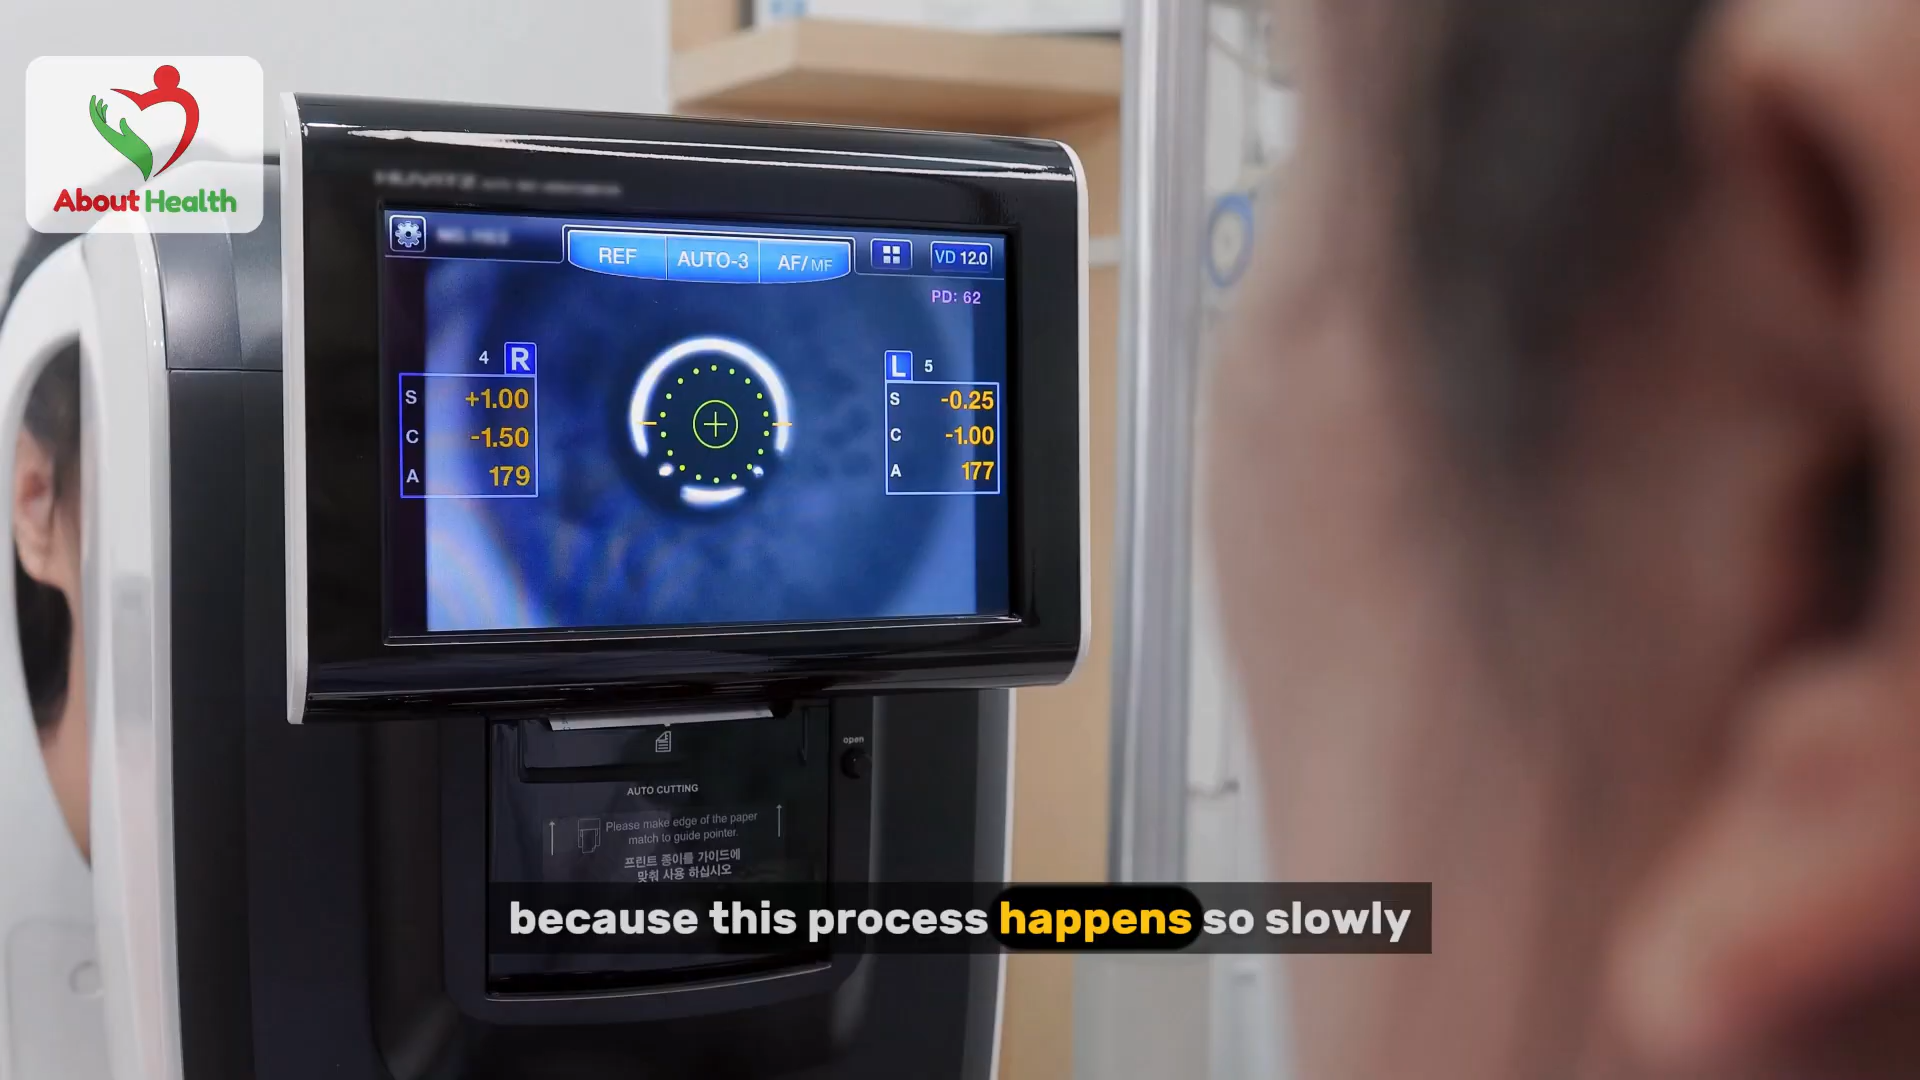 About Health
REF
AUTO-3
AF/MF
VD 12.0
PD: 62
4 R
S +1.00
C -1.50
A 179
L 5
S -0.25
C -1.00
A 177
open
AUTO CUTTING
Please make edge of the paper
match to guide pointer.
프린트 종이를 가이드에
맞춰 사용 하십시오
because this process happens so slowly